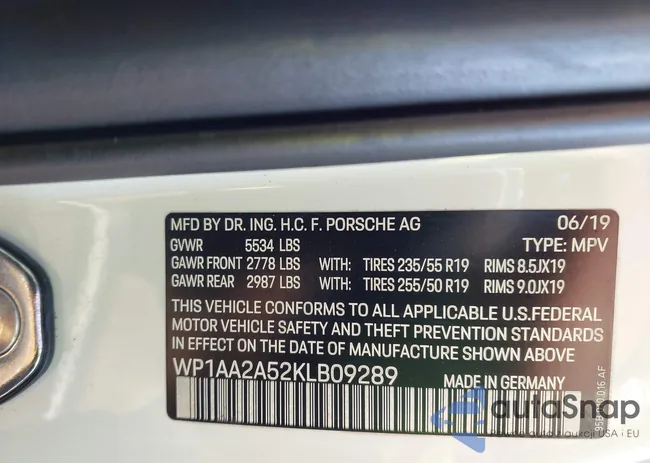 MFD BY DR. ING. H.C. F. PORSCHE AG 06/19
GVWR 5534 LBS TYPE: MPV
GAWR FRONT 2778 LBS WITH: TIRES 235/55 R19 RIMS 8.5JX19
GAWR REAR 2987 LBS WITH: TIRES 255/50 R19 RIMS 9.0JX19
THIS VEHICLE CONFORMS TO ALL APPLICABLE U.S.FEDERAL
MOTOR VEHICLE SAFETY AND THEFT PREVENTION STANDARDS
IN EFFECT ON THE DATE OF MANUFACTURE SHOWN ABOVE
WP1AA2A52KLB09289 MADE IN GERMANY
autoSnap
aukcji USA i EU